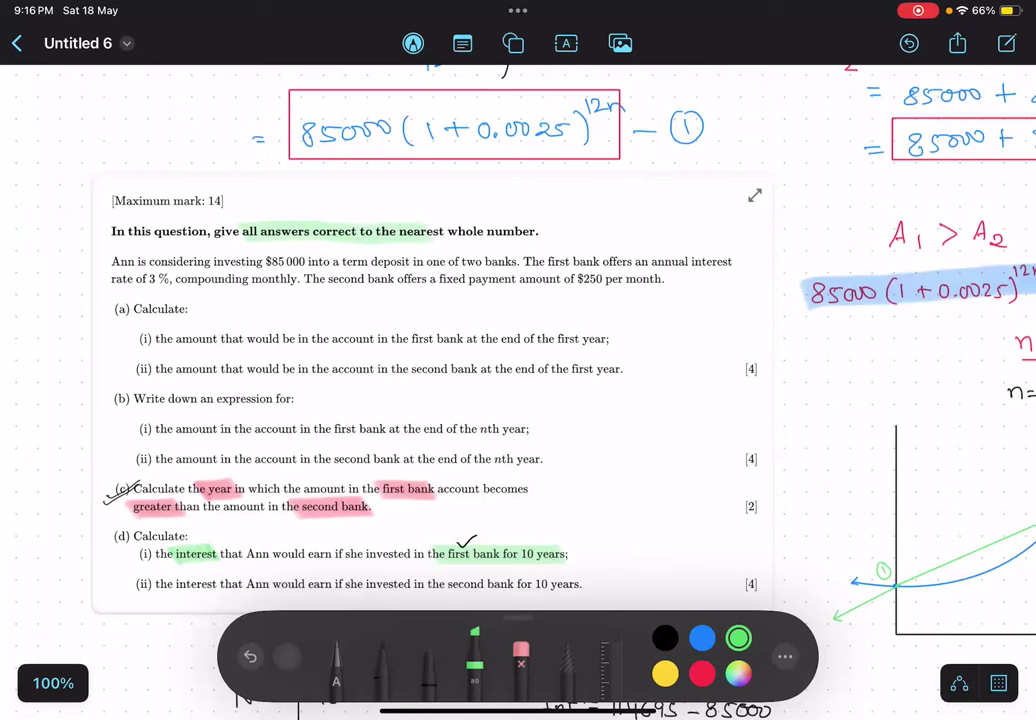 9:16 PM Sat 18 May
66%
Untitled 6
= 85000 (1 + 0.0025)^12n — ①
2
= 85000 +
= 85000 +
[Maximum mark: 14]
In this question, give all answers correct to the nearest whole number.
Ann is considering investing $85 000 into a term deposit in one of two banks. The first bank offers an annual interest
rate of 3 %, compounding monthly. The second bank offers a fixed payment amount of $250 per month.
(a) Calculate:
(i) the amount that would be in the account in the first bank at the end of the first year;
(ii) the amount that would be in the account in the second bank at the end of the first year. [4]
(b) Write down an expression for:
(i) the amount in the account in the first bank at the end of the nth year;
(ii) the amount in the account in the second bank at the end of the nth year. [4]
(c) Calculate the year in which the amount in the first bank account becomes
greater than the amount in the second bank. [2]
(d) Calculate:
(i) the interest that Ann would earn if she invested in the first bank for 10 years;
(ii) the interest that Ann would earn if she invested in the second bank for 10 years. [4]
A₁ > A₂
85000 (1 + 0.0025)^12n
n
n=
①
A
80
100%
85000